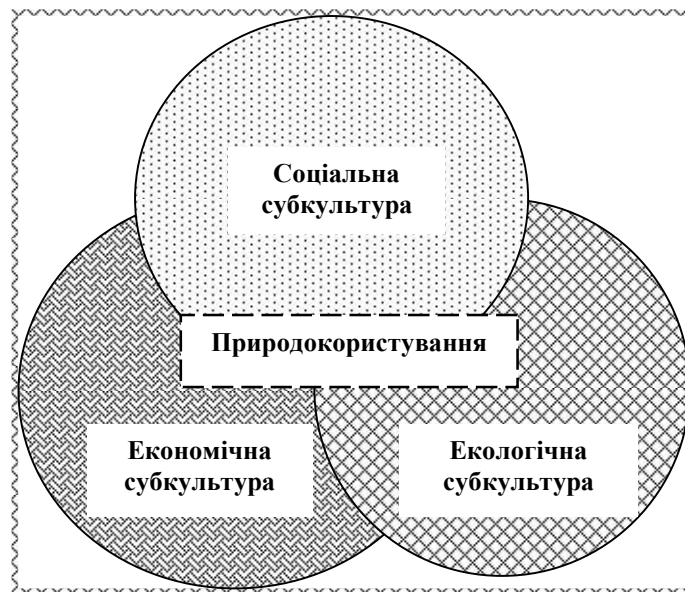 Соціальна
субкультура
Природокористування
Економічна
субкультура
Екологічна
субкультура